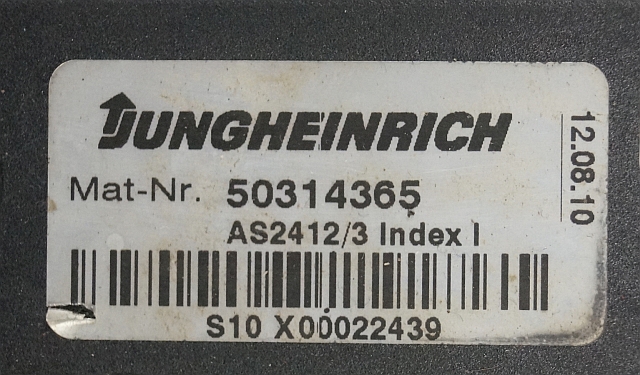 JUNGHEINRICH
Mat-Nr. 50314365
AS2412/3 Index I
S10 X00022439
12.08.10